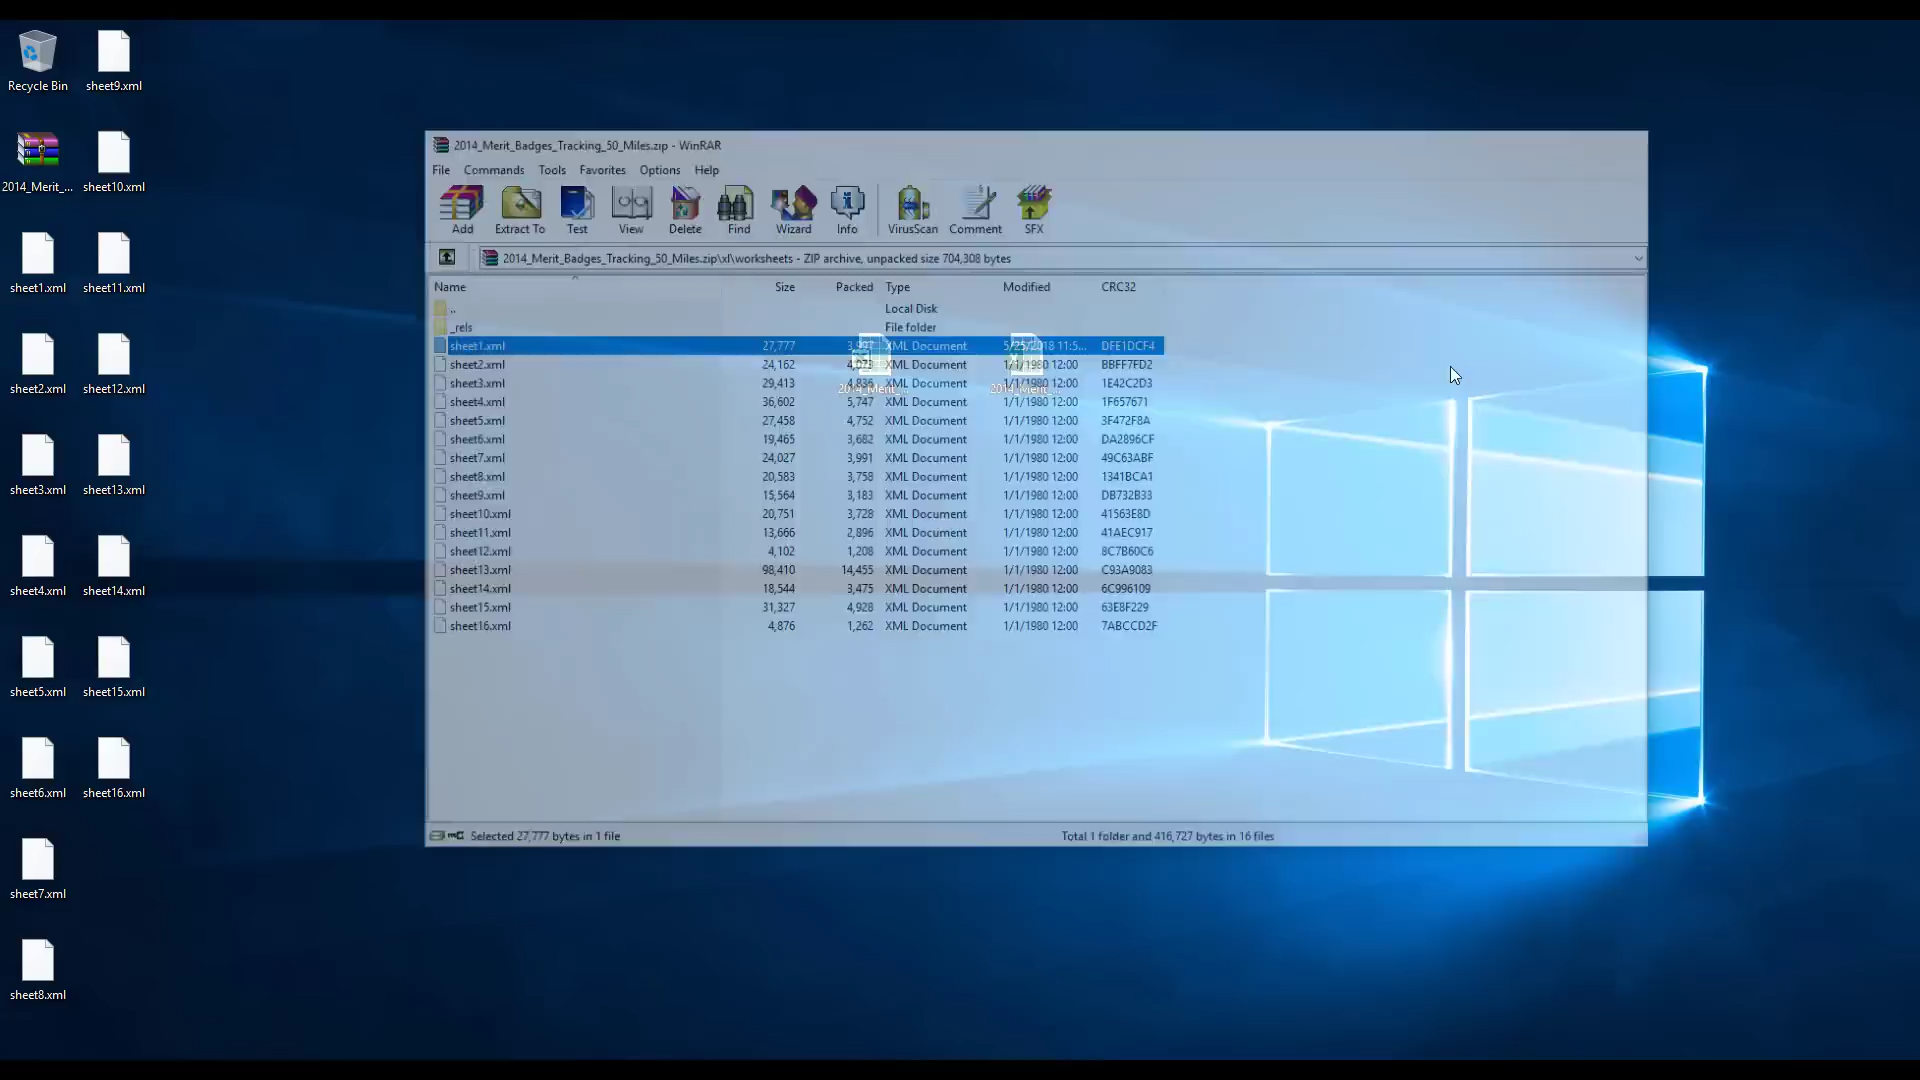 Recycle Bin
sheet9.xml
2014_Merit_...
sheet10.xml
sheet1.xml
sheet11.xml
sheet2.xml
sheet12.xml
sheet3.xml
sheet13.xml
sheet4.xml
sheet14.xml
sheet5.xml
sheet15.xml
sheet6.xml
sheet16.xml
sheet7.xml
sheet8.xml
2014_Merit_Badges_Tracking_50_Miles.zip - WinRAR
File Commands Tools Favorites Options Help
Add Extract To Test View Delete Find Wizard Info VirusScan Comment SFX
2014_Merit_Badges_Tracking_50_Miles.zip\xl\worksheets - ZIP archive, unpacked size 704,308 bytes
Name Size Packed Type Modified CRC32
.. Local Disk
_rels File folder
sheet1.xml 27,777 3,997 XML Document 5/25/2018 11:5... DFE1DCF4
sheet2.xml 24,162 4,073 XML Document 1/1/1980 12:00 BBFF7FD2
sheet3.xml 29,413 4,836 XML Document 1/1/1980 12:00 1E42C2D3
2014_Merit_...
2014_Merit_...
sheet4.xml 36,602 5,747 XML Document 1/1/1980 12:00 1F657671
sheet5.xml 27,458 4,752 XML Document 1/1/1980 12:00 3F472F8A
sheet6.xml 19,465 3,682 XML Document 1/1/1980 12:00 DA2896CF
sheet7.xml 24,027 3,991 XML Document 1/1/1980 12:00 49C63ABF
sheet8.xml 20,583 3,758 XML Document 1/1/1980 12:00 1341BCA1
sheet9.xml 15,564 3,183 XML Document 1/1/1980 12:00 DB732B33
sheet10.xml 20,751 3,728 XML Document 1/1/1980 12:00 41563E8D
sheet11.xml 13,666 2,896 XML Document 1/1/1980 12:00 41AEC917
sheet12.xml 4,102 1,208 XML Document 1/1/1980 12:00 8C7B60C6
sheet13.xml 98,410 14,455 XML Document 1/1/1980 12:00 C93A9083
sheet14.xml 18,544 3,475 XML Document 1/1/1980 12:00 6C996109
sheet15.xml 31,327 4,928 XML Document 1/1/1980 12:00 63E8F229
sheet16.xml 4,876 1,262 XML Document 1/1/1980 12:00 7ABCCD2F
Selected 27,777 bytes in 1 file
Total 1 folder and 416,727 bytes in 16 files